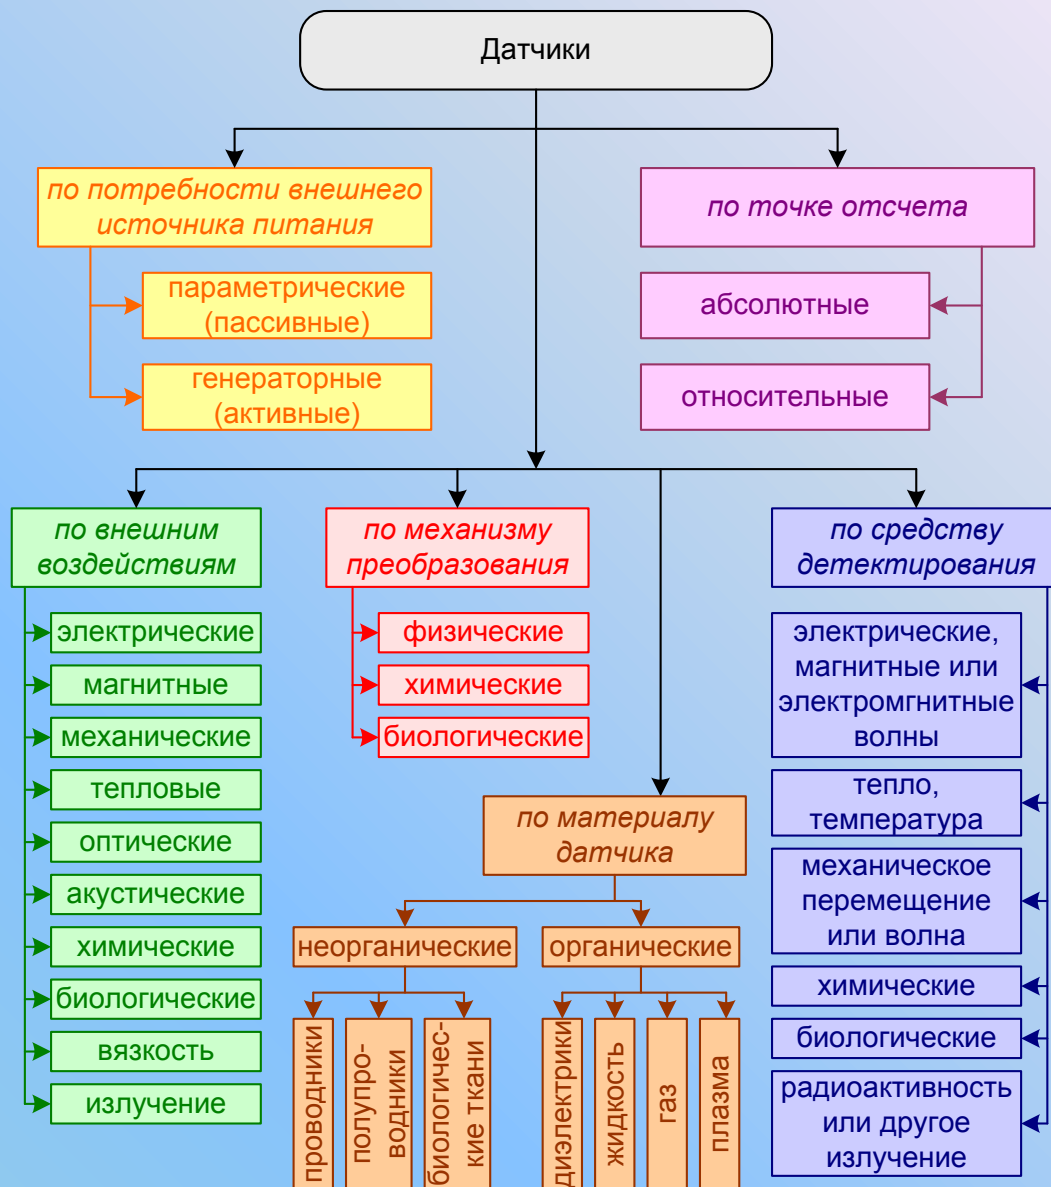 Датчики
по потребности внешнего
источника питания
параметрические
(пассивные)
генераторные
(активные)
по точке отсчета
абсолютные
относительные
по внешним
воздействиям
электрические
магнитные
механические
тепловые
оптические
акустические
химические
биологические
вязкость
излучение
по механизму
преобразования
физические
химические
биологические
по материалу
датчика
неорганические
проводники
полупро-
водники
биологичес-
кие ткани
органические
диэлектрики
жидкость
газ
плазма
по средству
детектирования
электрические,
магнитные или
электромгнитные
волны
тепло,
температура
механическое
перемещение
или волна
химические
биологические
радиоактивность
или другое
излучение